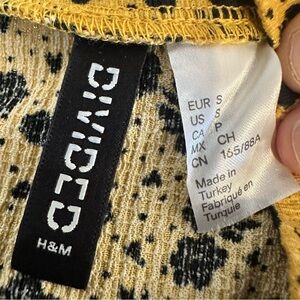 DIVIDED
H&M
EUR S
US S
CA P
MX CH
CN 165/88A
Made in
Turkey
Fabriqué en
Turquie